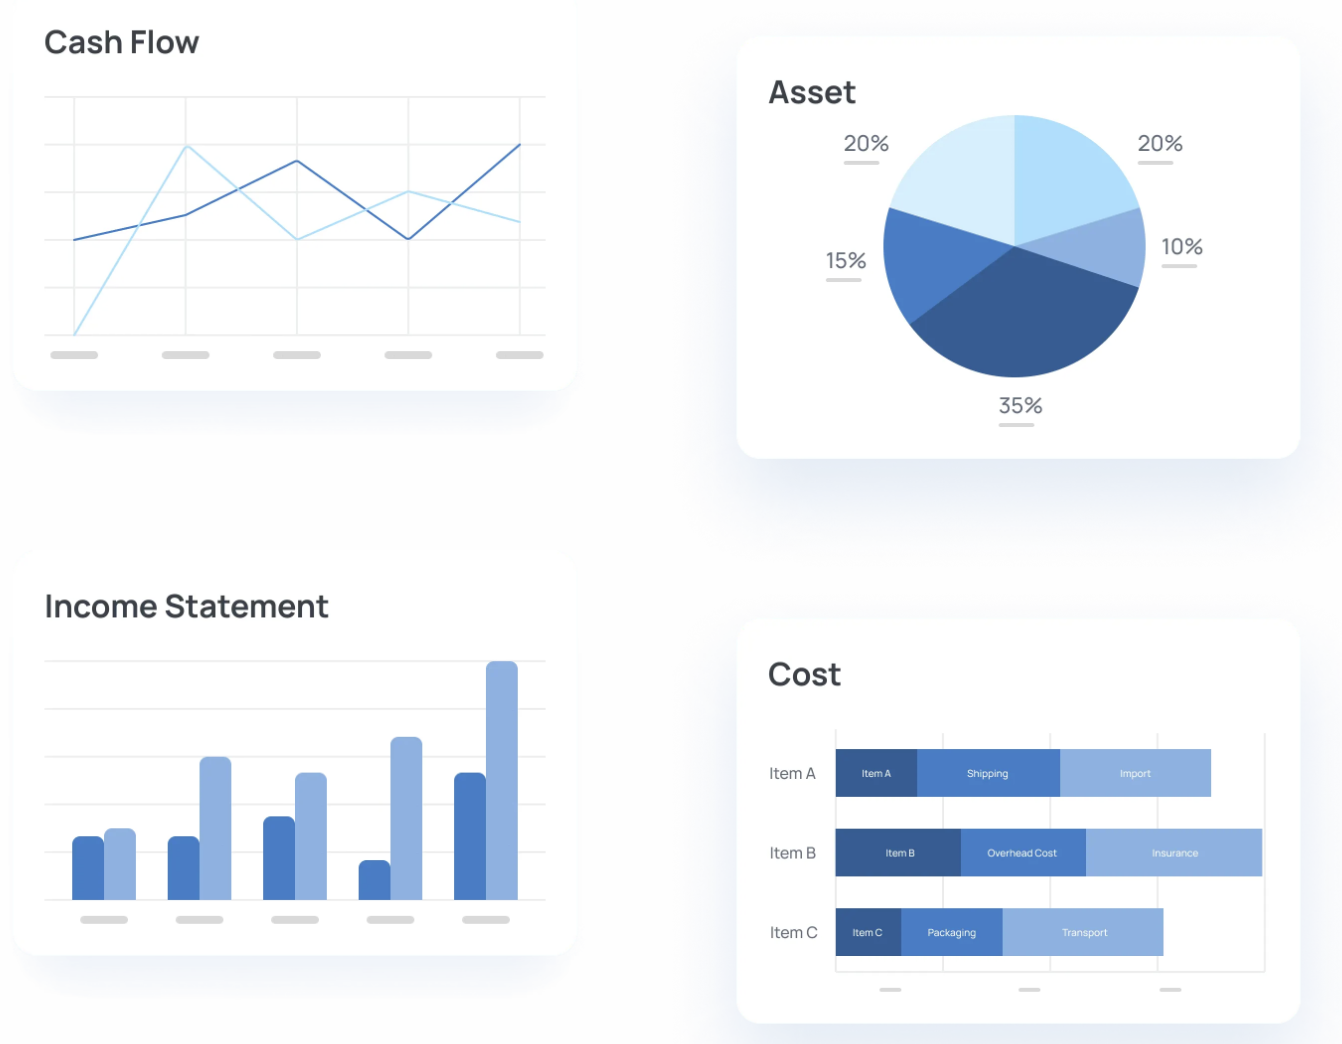 Cash Flow
Asset
20%
20%
15%
10%
35%
Income Statement
Cost
Item A
Item A
Shipping
Import
Item B
Item B
Overhead Cost
Insurance
Item C
Item C
Packaging
Transport